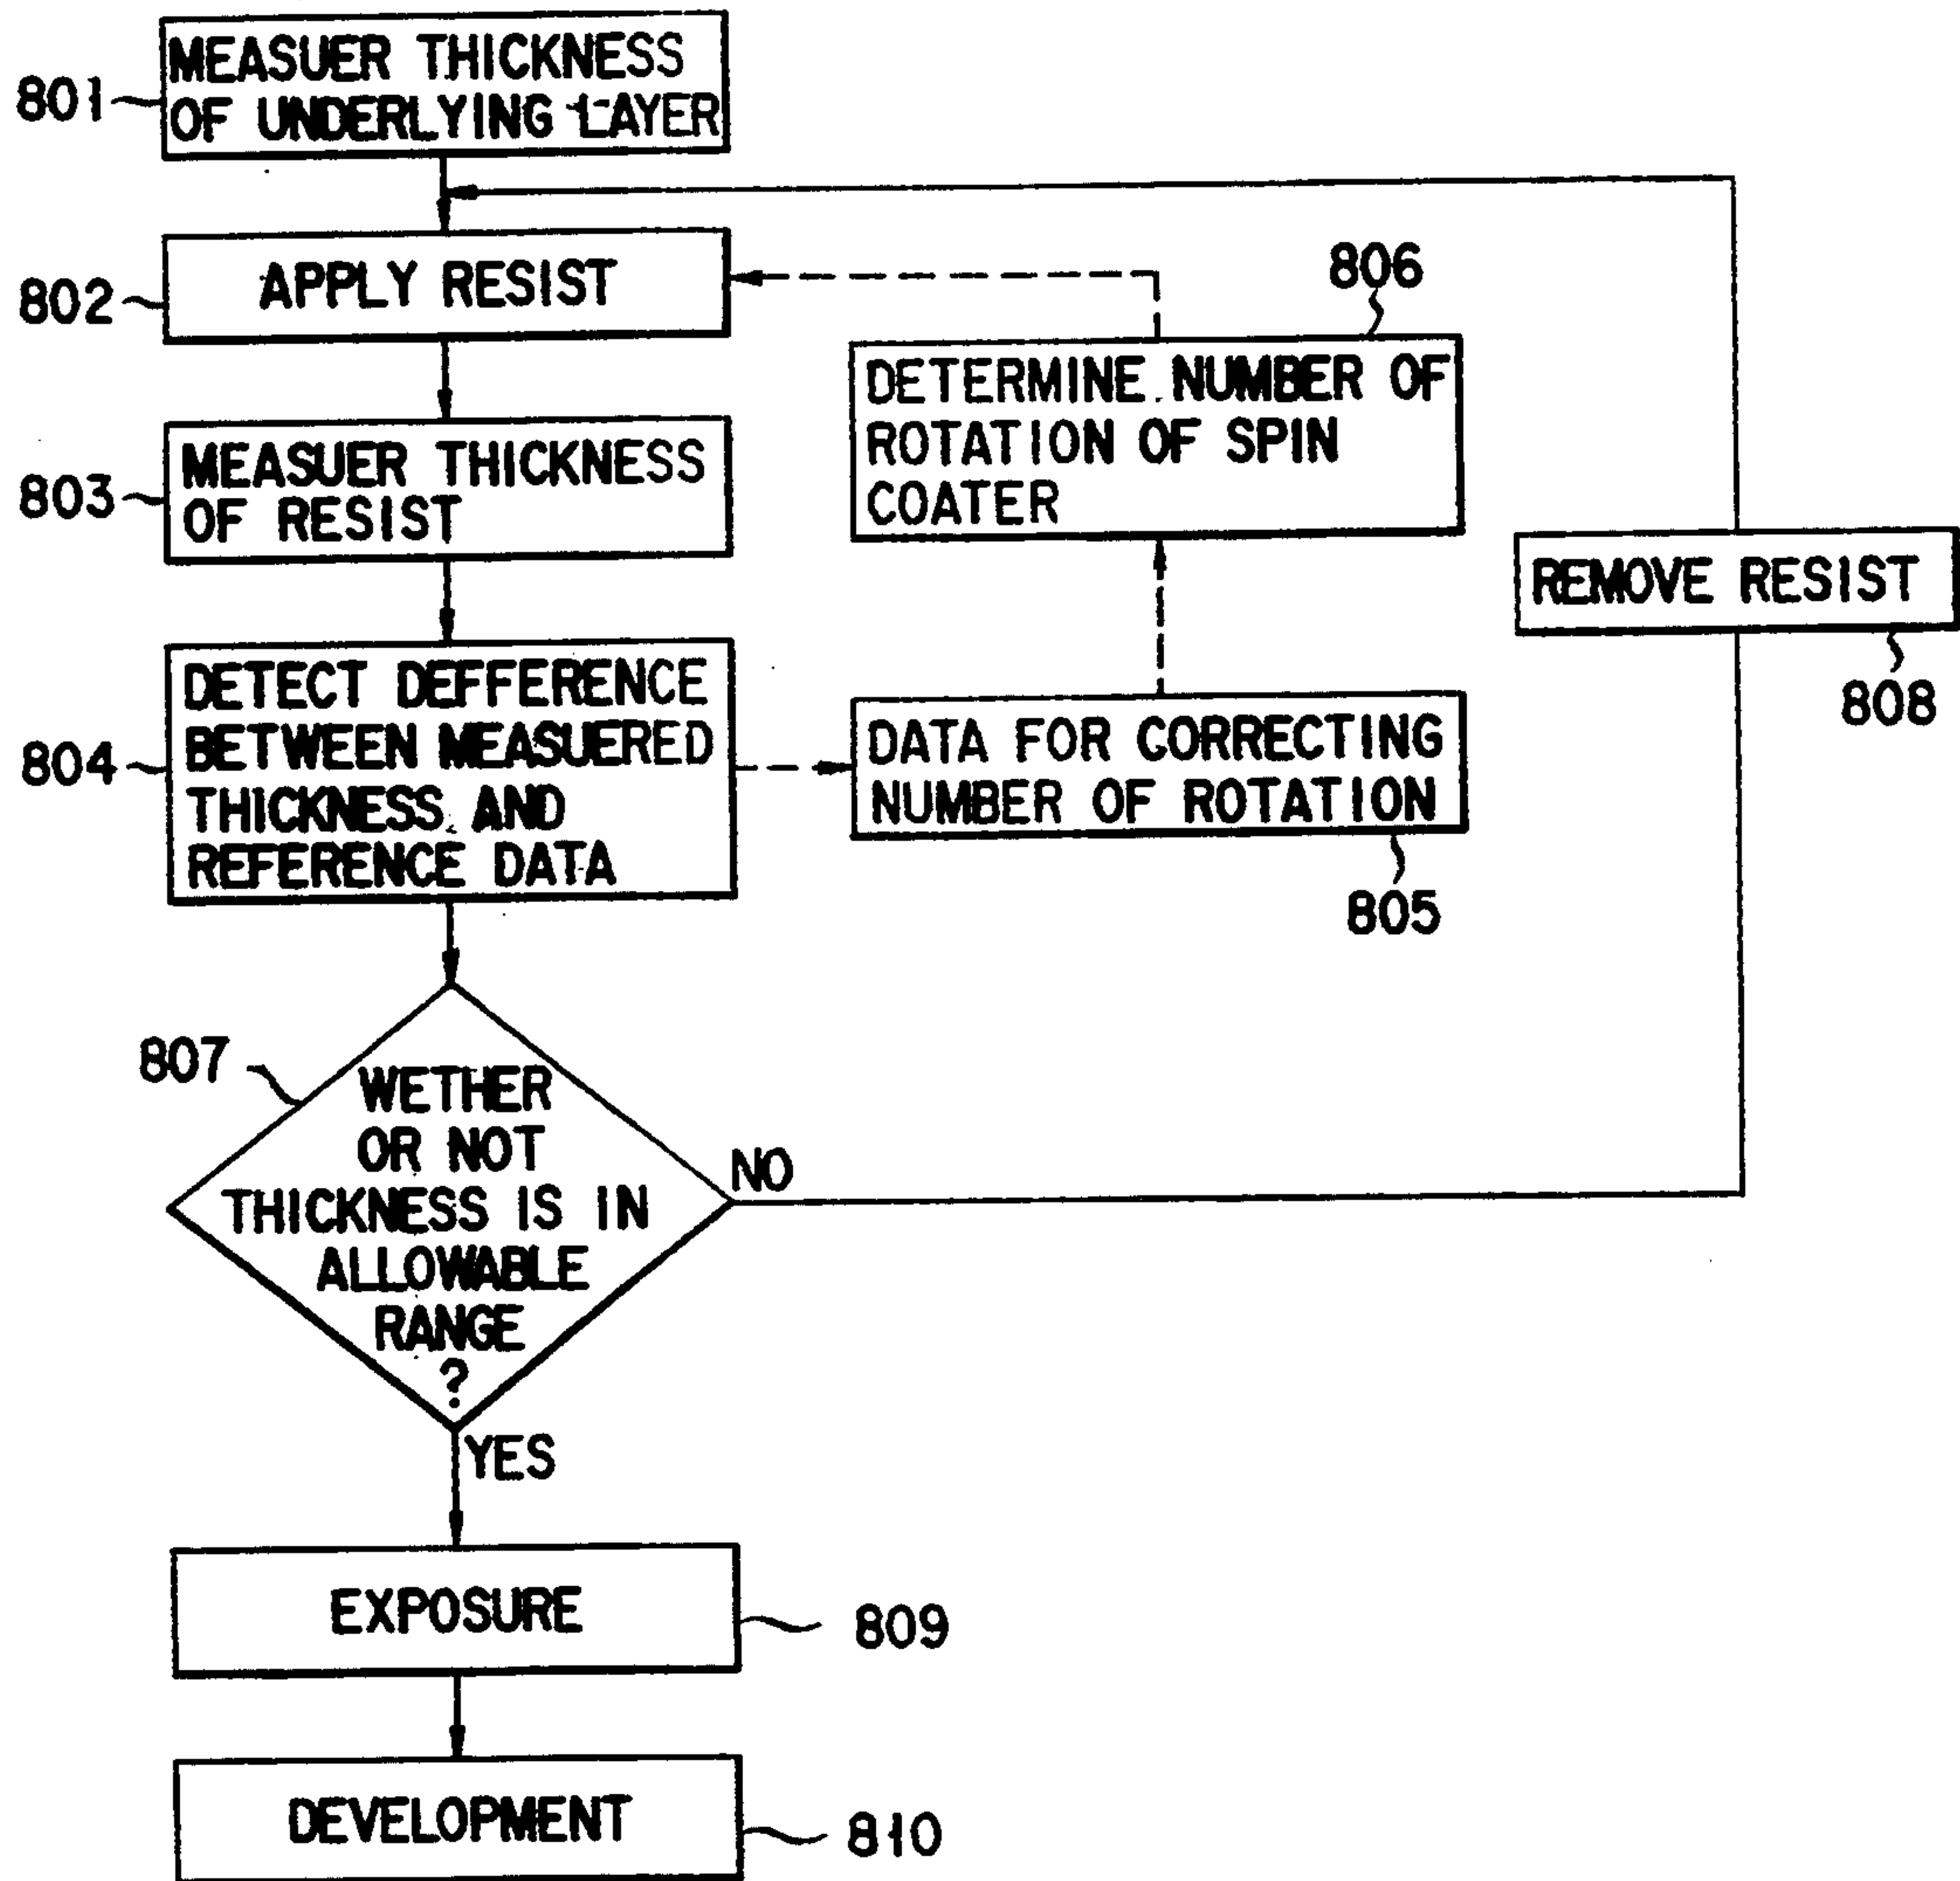 801
MEASUER THICKNESS
OF UNDERLYING LAYER
802
APPLY RESIST
806
DETERMINE NUMBER OF
ROTATION OF SPIN
COATER
803
MEASUER THICKNESS
OF RESIST
REMOVE RESIST
808
804
DETECT DEFFERENCE
BETWEEN MEASUERED
THICKNESS AND
REFERENCE DATA
DATA FOR CORRECTING
NUMBER OF ROTATION
805
807
WETHER
OR NOT
THICKNESS IS IN
ALLOWABLE
RANGE
?
NO
YES
EXPOSURE
809
DEVELOPMENT
810